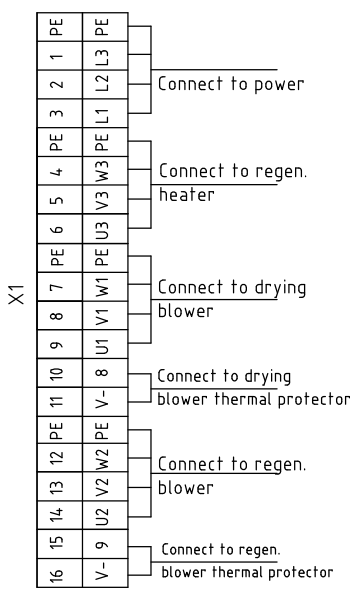 X1
PE PE
1 L3
2 L2
3 L1
Connect to power
PE PE
4 W3
5 V3
6 U3
Connect to regen.
heater
PE PE
7 W1
8 V1
9 U1
Connect to drying
blower
10 8
11 V-
Connect to drying
blower thermal protector
PE PE
12 W2
13 V2
14 U2
Connect to regen.
blower
15 9
16 V-
Connect to regen.
blower thermal protector